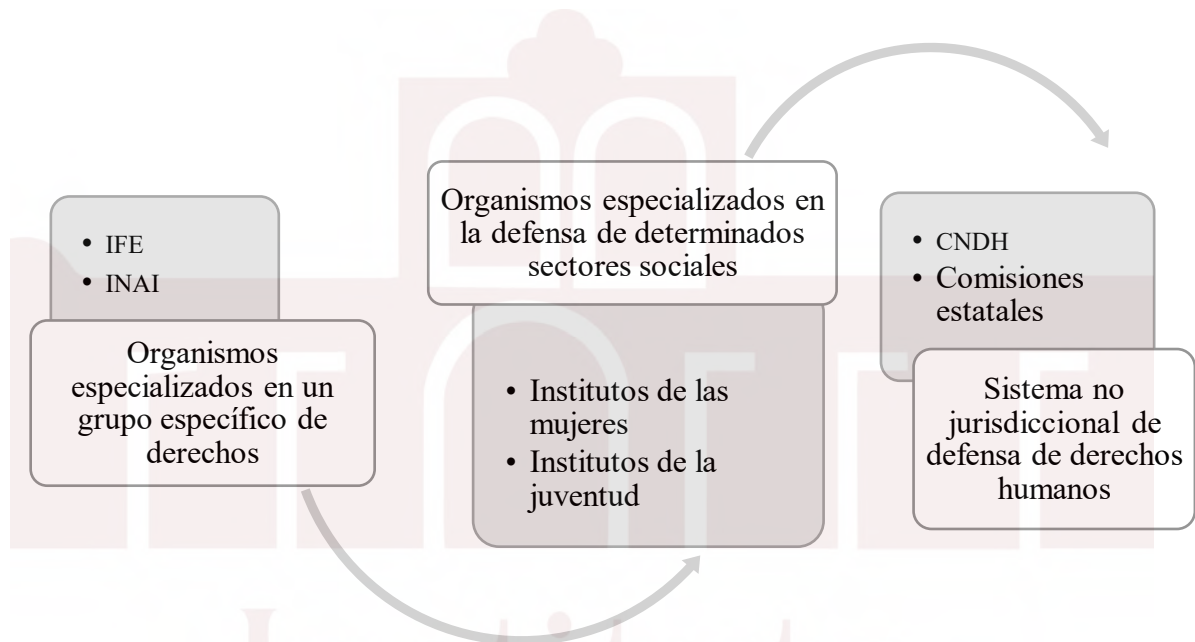 • IFE
• INAI
Organismos
especializados en un
grupo específico de
derechos
Organismos especializados en
la defensa de determinados
sectores sociales
• Institutos de las
mujeres
• Institutos de la
juventud
• CNDH
• Comisiones
estatales
Sistema no
jurisdiccional de
defensa de derechos
humanos